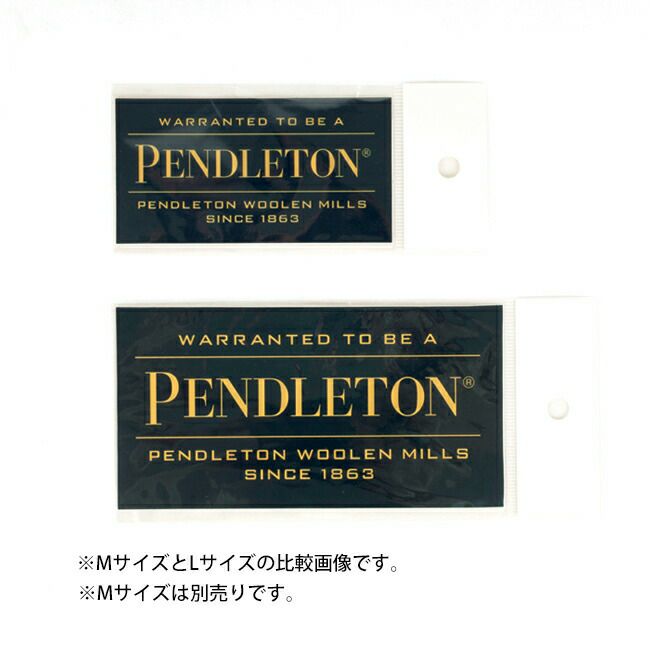 WARRANTED TO BE A
PENDLETON®
PENDLETON WOOLEN MILLS
SINCE 1863
WARRANTED TO BE A
PENDLETON®
PENDLETON WOOLEN MILLS
SINCE 1863
※MサイズとLサイズの比較画像です。
※Mサイズは別売りです。